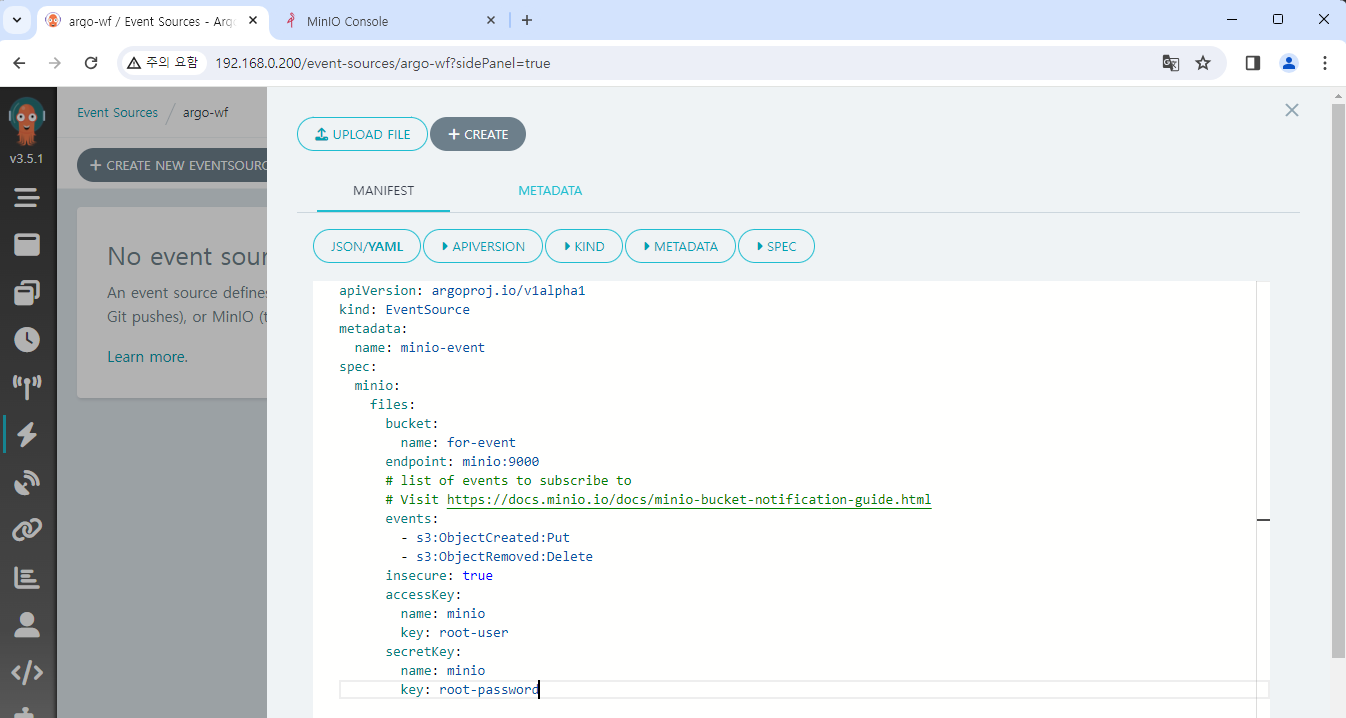 argo-wf / Event Sources - Arg
MinIO Console
주의 요함
192.168.0.200/event-sources/argo-wf?sidePanel=true
v3.5.1
Event Sources / argo-wf
+ CREATE NEW EVENTSOURC
No event sour
An event source define
Git pushes), or MinIO (t
Learn more.
UPLOAD FILE
+ CREATE
MANIFEST
METADATA
JSON/YAML
APIVERSION
KIND
METADATA
SPEC
apiVersion: argoproj.io/v1alpha1
kind: EventSource
metadata:
  name: minio-event
spec:
  minio:
    files:
      bucket:
        name: for-event
      endpoint: minio:9000
      # list of events to subscribe to
      # Visit https://docs.minio.io/docs/minio-bucket-notification-guide.html
      events:
        - s3:ObjectCreated:Put
        - s3:ObjectRemoved:Delete
      insecure: true
      accessKey:
        name: minio
        key: root-user
      secretKey:
        name: minio
        key: root-password